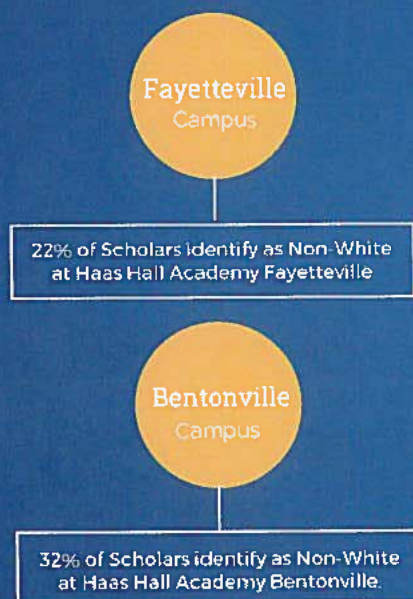 Fayetteville
Campus
22% of Scholars identify as Non-White
at Haas Hall Academy Fayetteville
Bentonville
Campus
32% of Scholars identify as Non-White
at Haas Hall Academy Bentonville.